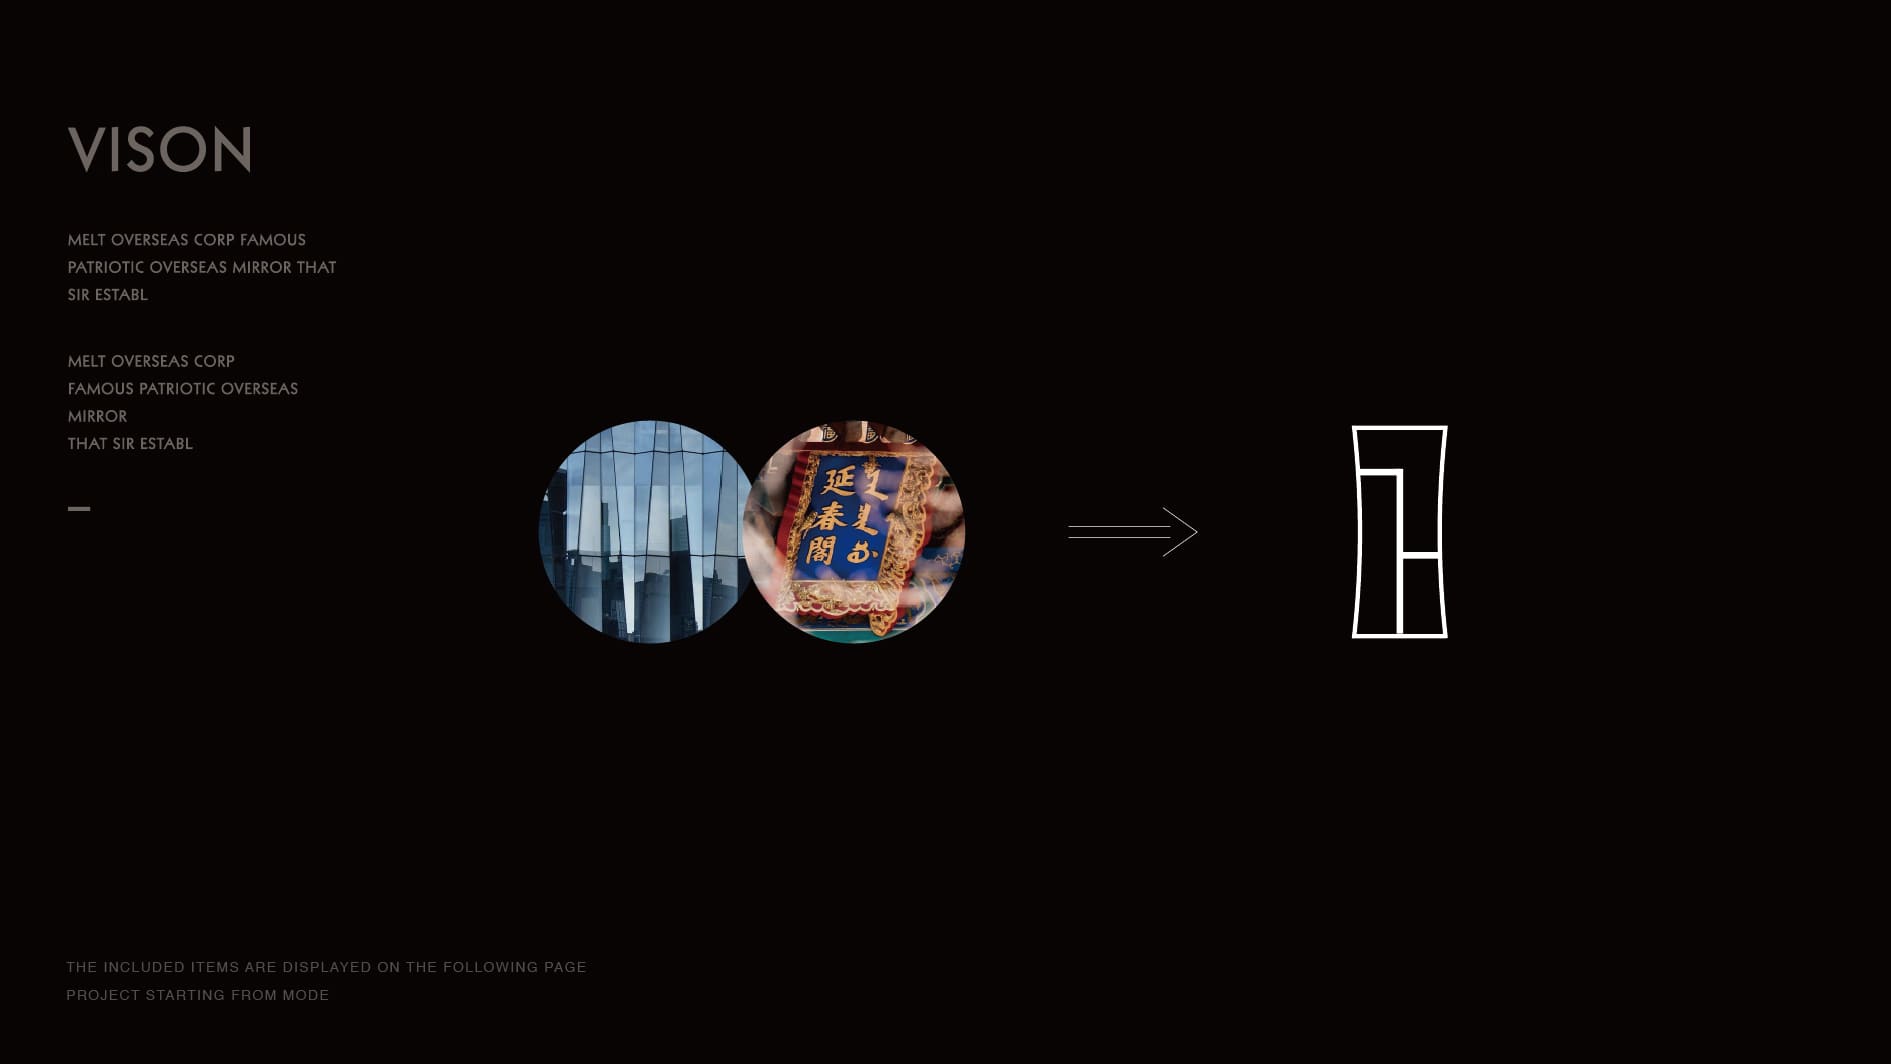 VISON
MELT OVERSEAS CORP FAMOUS
PATRIOTIC OVERSEAS MIRROR THAT
SIR ESTABL
MELT OVERSEAS CORP
FAMOUS PATRIOTIC OVERSEAS
MIRROR
THAT SIR ESTABL
延春閣
THE INCLUDED ITEMS ARE DISPLAYED ON THE FOLLOWING PAGE
PROJECT STARTING FROM MODE